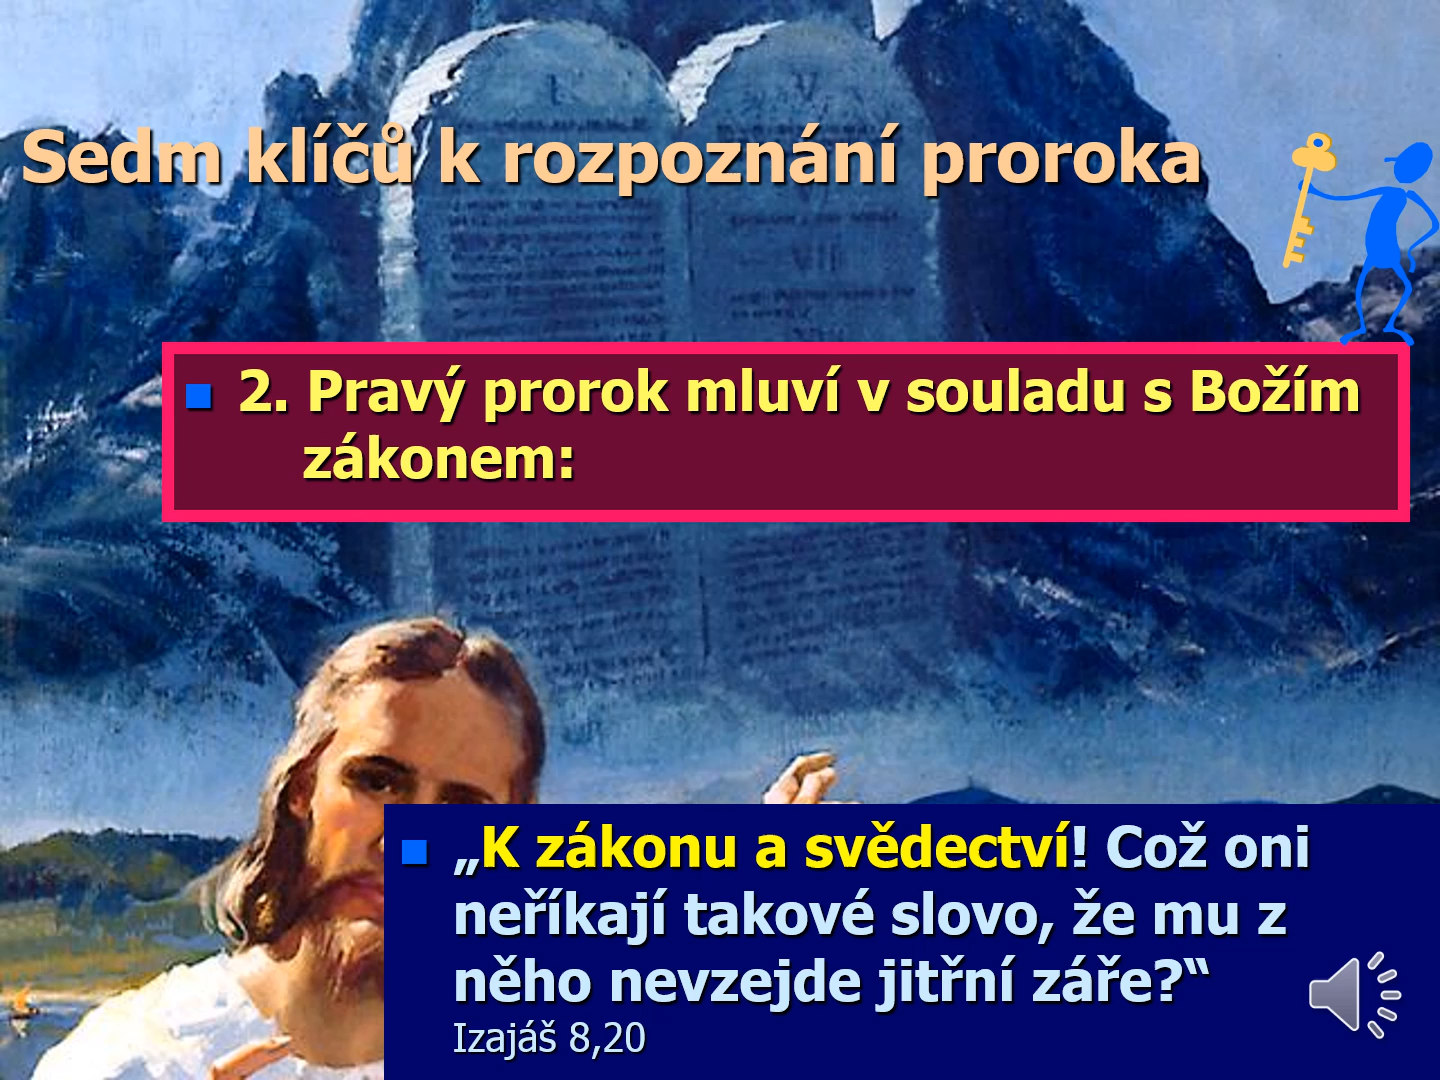 Sedm klíčů k rozpoznání proroka
2. Pravý prorok mluví v souladu s Božím
zákonem:
„K zákonu a svědectví! Což oni
neříkají takové slovo, že mu z
něho nevzejde jitřní záře?“
Izajáš 8,20